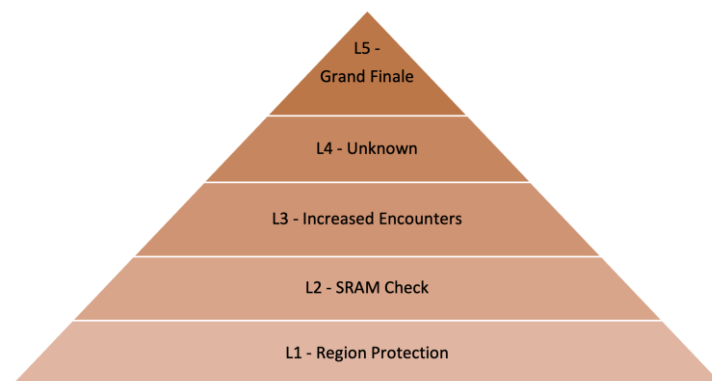 L5 -
Grand Finale
L4 - Unknown
L3 - Increased Encounters
L2 - SRAM Check
L1 - Region Protection